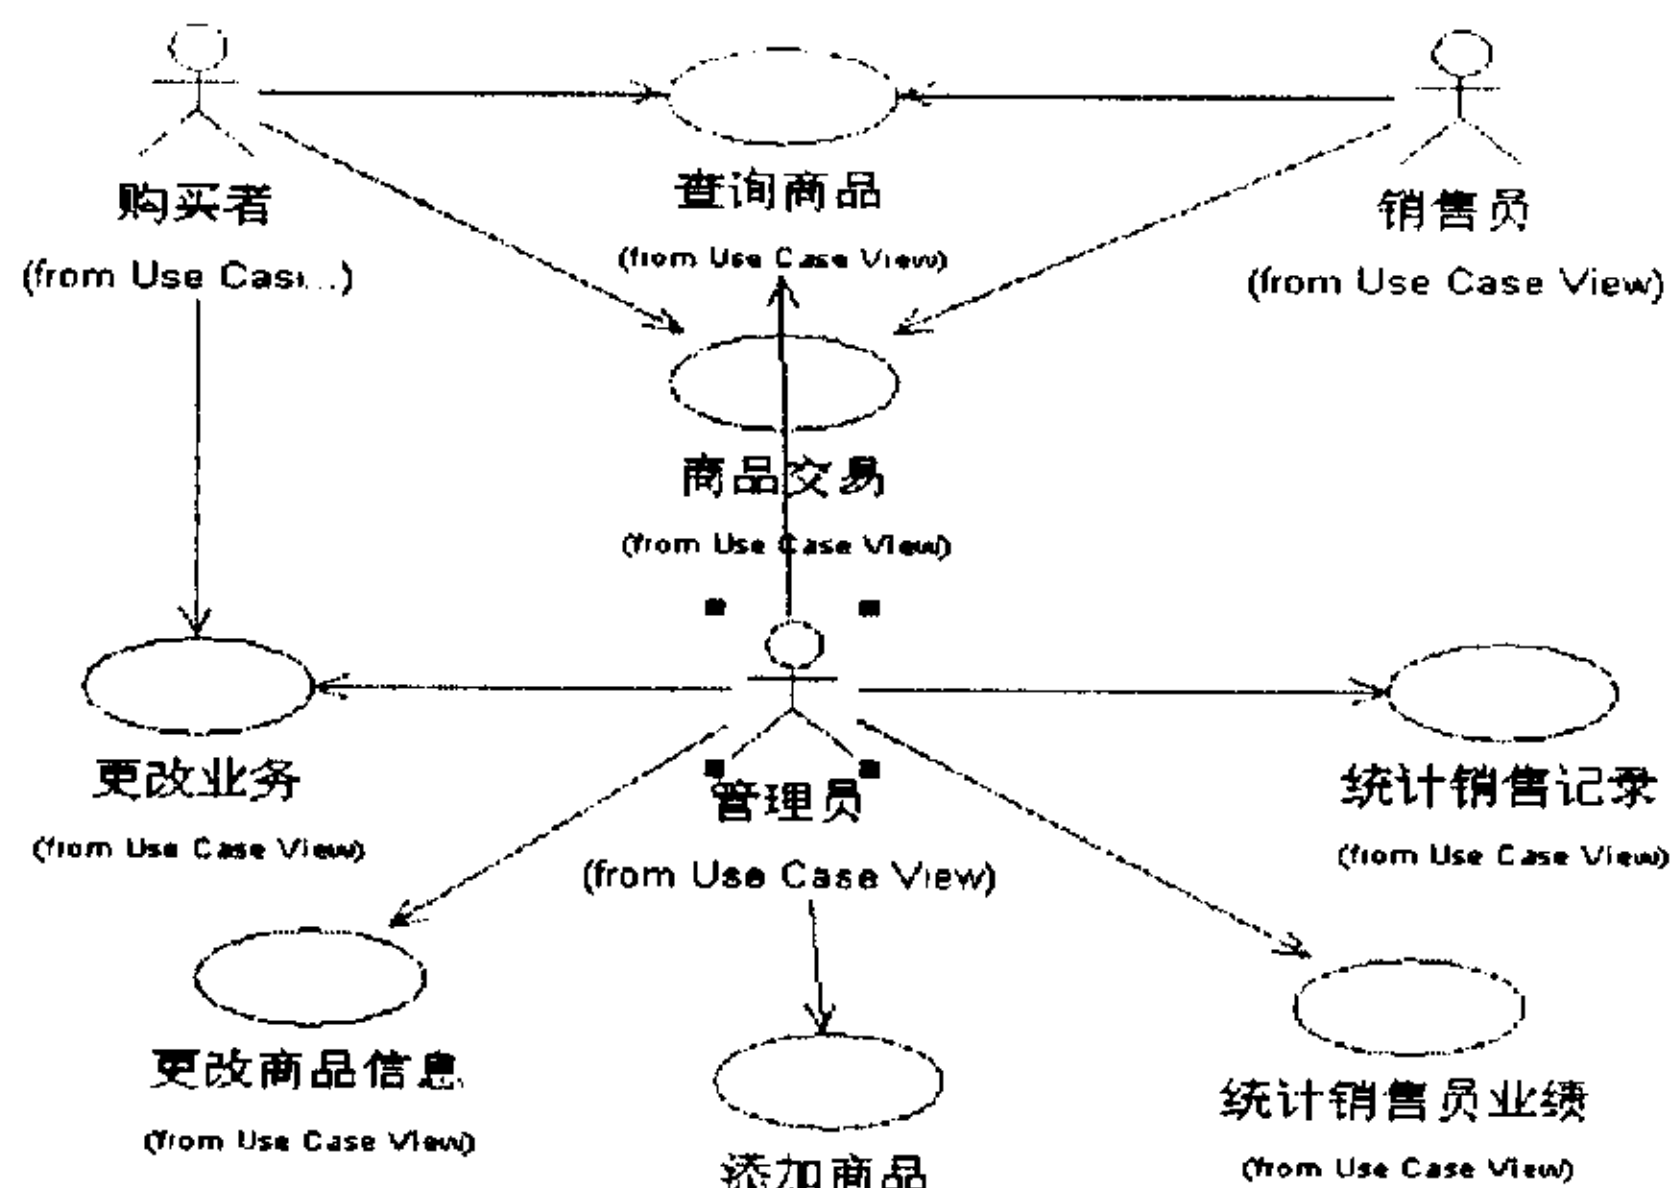 购买者
(from Use Cas...)
查询商品
(from Use Case View)
销售员
(from Use Case View)
商品交易
(from Use Case View)
更改业务
(from Use Case View)
管理员
(from Use Case View)
统计销售记录
(from Use Case View)
更改商品信息
(from Use Case View)
添加商品
统计销售员业绩
(from Use Case View)